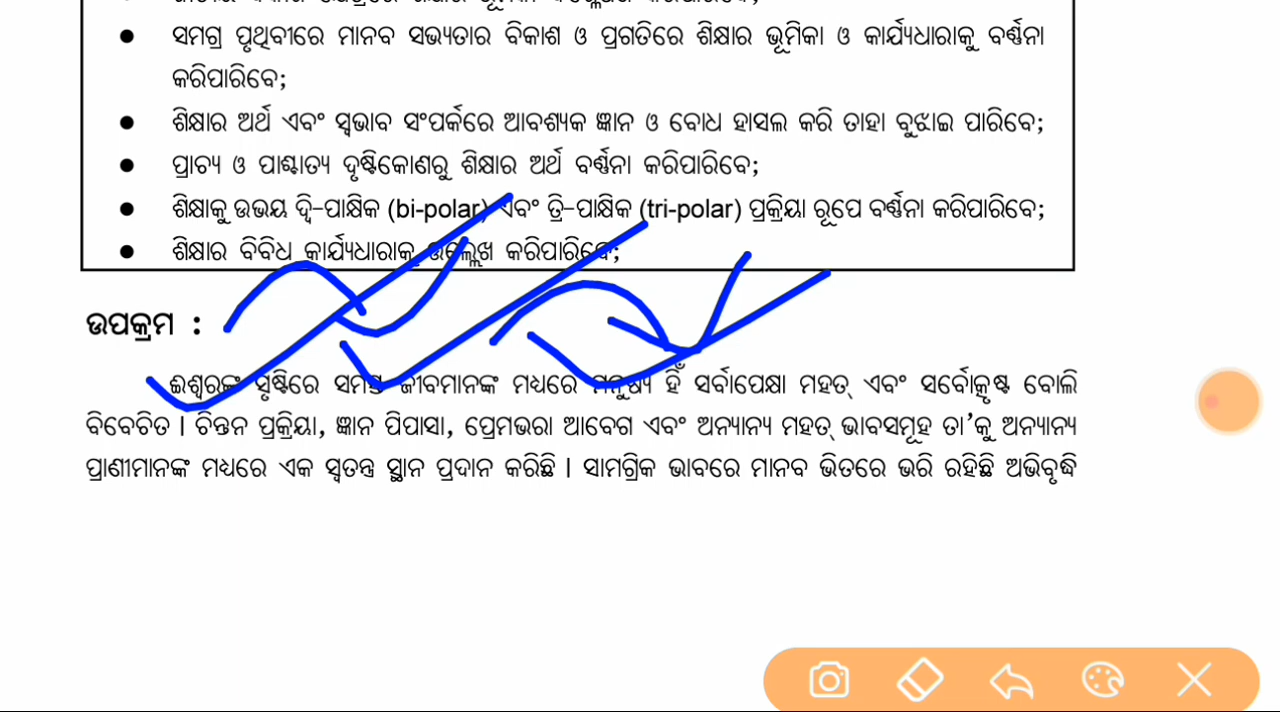 • ସମଗ୍ର ପୃଥିବୀରେ ମାନବ ସଭ୍ୟତାର ବିକାଶ ଓ ପ୍ରଗତିରେ ଶିକ୍ଷାର ଭୂମିକା ଓ କାର୍ଯ୍ୟଧାରାକୁ ବର୍ଣ୍ଣନା
କରିପାରିବେ;
• ଶିକ୍ଷାର ଅର୍ଥ ଏବଂ ସ୍ୱଭାବ ସଂପର୍କରେ ଆବଶ୍ୟକ ଜ୍ଞାନ ଓ ବୋଧ ହାସଲ କରି ତାହା ବୁଝାଇ ପାରିବେ;
• ପ୍ରାଚ୍ୟ ଓ ପାଶ୍ଚାତ୍ୟ ଦୃଷ୍ଟିକୋଣରୁ ଶିକ୍ଷାର ଅର୍ଥ ବର୍ଣ୍ଣନା କରିପାରିବେ;
• ଶିକ୍ଷାକୁ ଉଭୟ ଦ୍ୱି-ପାକ୍ଷିକ (bi-polar) ଏବଂ ତ୍ରି-ପାକ୍ଷିକ (tri-polar) ପ୍ରକ୍ରିୟା ରୂପେ ବର୍ଣ୍ଣନା କରିପାରିବେ;
• ଶିକ୍ଷାର ବିବିଧ କାର୍ଯ୍ୟଧାରାକୁ ଉଲ୍ଲେଖ କରିପାରିବେ;
ଉପକ୍ରମ :
ଈଶ୍ୱରଙ୍କ ସୃଷ୍ଟିରେ ସମସ୍ତ ଜୀବମାନଙ୍କ ମଧ୍ୟରେ ମନୁଷ୍ୟ ହିଁ ସର୍ବାପେକ୍ଷା ମହତ୍ ଏବଂ ସର୍ବୋତ୍କୃଷ୍ଟ ବୋଲି
ବିବେଚିତ । ଚିନ୍ତନ ପ୍ରକ୍ରିୟା, ଜ୍ଞାନ ପିପାସା, ପ୍ରେମଭରା ଆବେଗ ଏବଂ ଅନ୍ୟାନ୍ୟ ମହତ୍ ଭାବସମୂହ ତା'କୁ ଅନ୍ୟାନ୍ୟ
ପ୍ରାଣୀମାନଙ୍କ ମଧ୍ୟରେ ଏକ ସ୍ୱତନ୍ତ୍ର ସ୍ଥାନ ପ୍ରଦାନ କରିଛି । ସାମଗ୍ରିକ ଭାବରେ ମାନବ ଭିତରେ ଭରି ରହିଛି ଅଭିବୃଦ୍ଧି